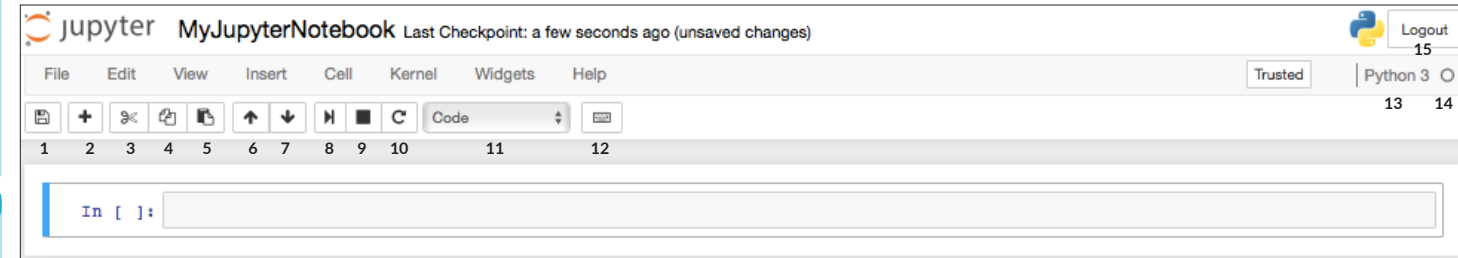 jupyter MyJupyterNotebook Last Checkpoint: a few seconds ago (unsaved changes) Logout
15
File Edit View Insert Cell Kernel Widgets Help Trusted Python 3
13 14
Code
1 2 3 4 5 6 7 8 9 10 11 12
In [ ]: